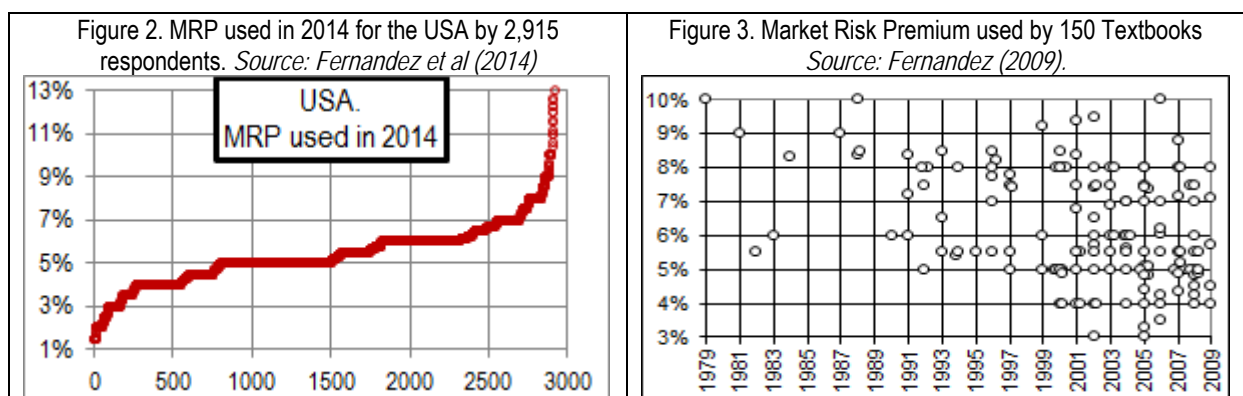 Figure 2. MRP used in 2014 for the USA by 2,915
respondents. Source: Fernandez et al (2014)
13%
11%
9%
7%
5%
3%
1%
USA.
MRP used in 2014
0 500 1000 1500 2000 2500 3000
Figure 3. Market Risk Premium used by 150 Textbooks
Source: Fernandez (2009).
10%
9%
8%
7%
6%
5%
4%
3%
1979 1981 1983 1985 1987 1989 1991 1993 1995 1997 1999 2001 2003 2005 2007 2009